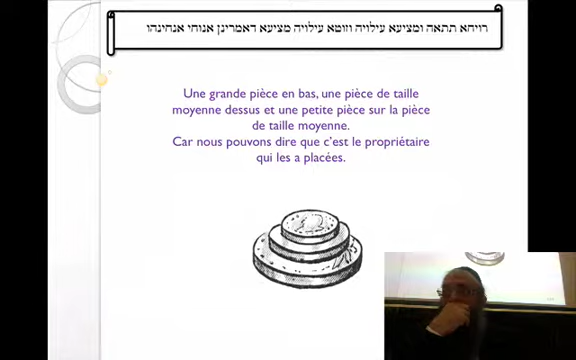 רויחא תתאה ומציעא עילויה וזוטא עילויה מציעא דאמרינן אנוחי אנחינהו
Une grande pièce en bas, une pièce de taille
moyenne dessus et une petite pièce sur la pièce
de taille moyenne.
Car nous pouvons dire que c'est le propriétaire
qui les a placées.